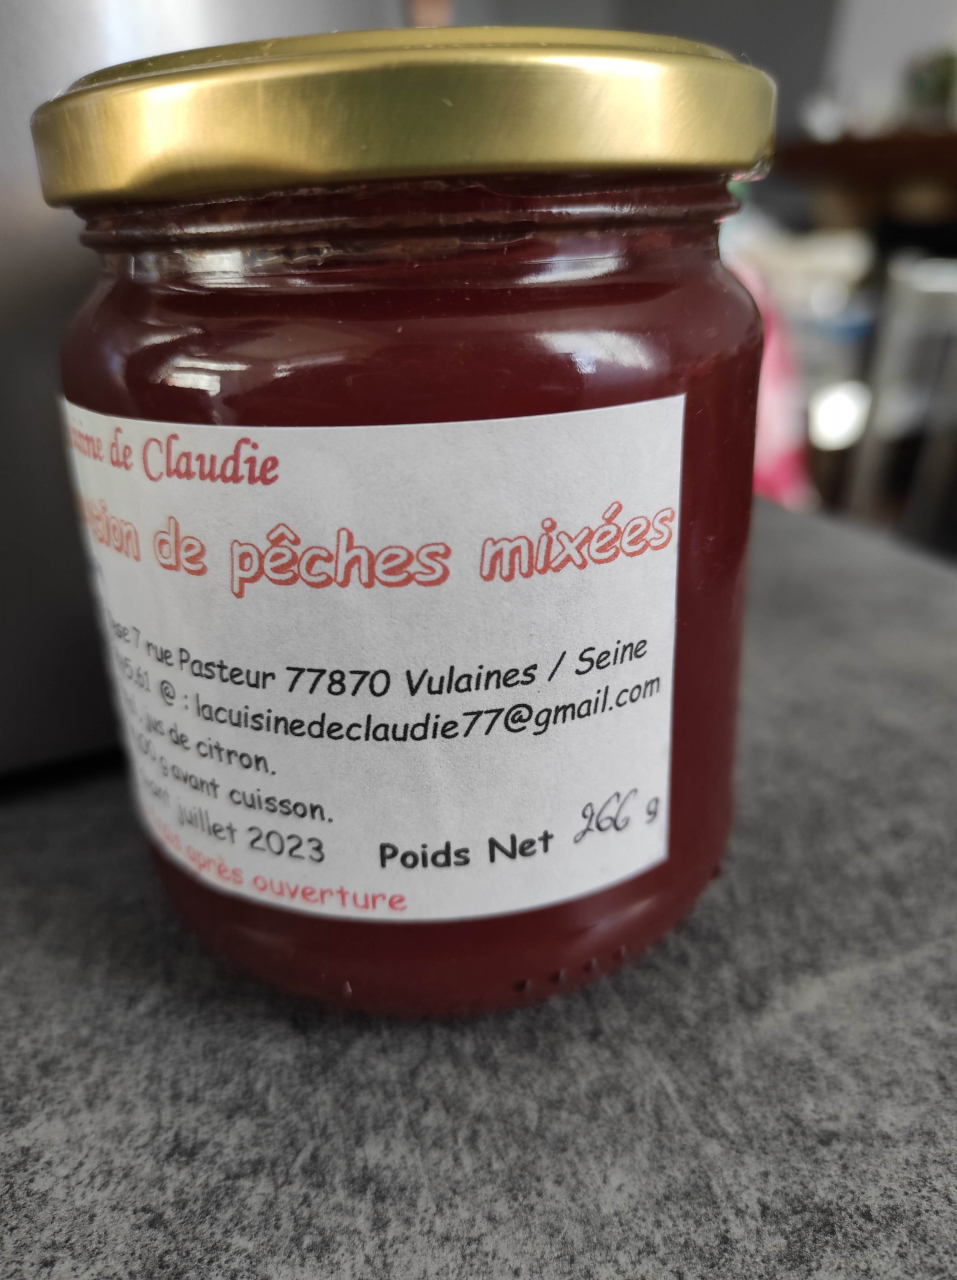 de Claudie
de pêches mixées
7 rue Pasteur 77870 Vulaines / Seine
@ : lacuisinedeclaudie77@gmail.com
jus de citron.
g avant cuisson.
juillet 2023 Poids Net 266 g
après ouverture